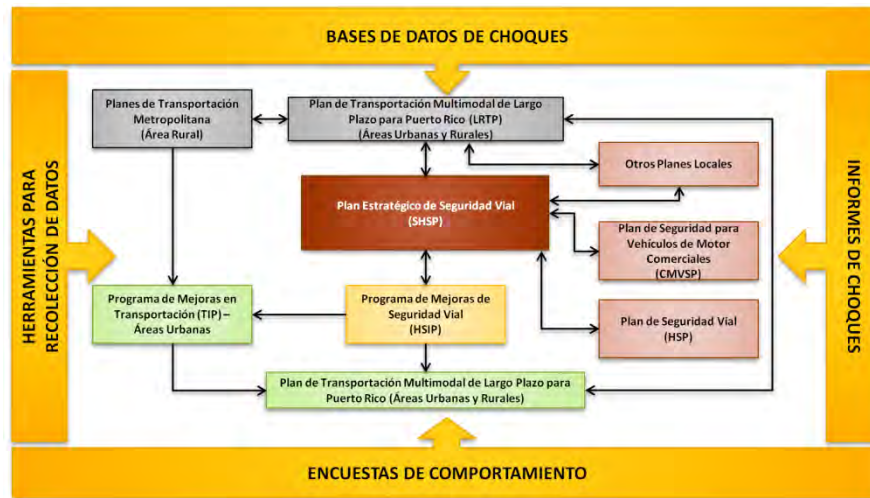 BASES DE DATOS DE CHOQUES
HERRAMIENTAS PARA
RECOLECCIÓN DE DATOS
Planes de Transportación
Metropolitana
(Área Rural)
Plan de Transportación Multimodal de Largo
Plazo para Puerto Rico (LRTP)
(Áreas Urbanas y Rurales)
Otros Planes Locales
Plan Estratégico de Seguridad Vial
(SHSP)
Plan de Seguridad para
Vehículos de Motor
Comerciales
(CMVSP)
Programa de Mejoras en
Transportación (TIP) –
Áreas Urbanas
Programa de Mejoras de
Seguridad Vial
(HSIP)
Plan de Seguridad Vial
(HSP)
Plan de Transportación Multimodal de Largo Plazo para
Puerto Rico (Áreas Urbanas y Rurales)
INFORMES DE CHOQUES
ENCUESTAS DE COMPORTAMIENTO